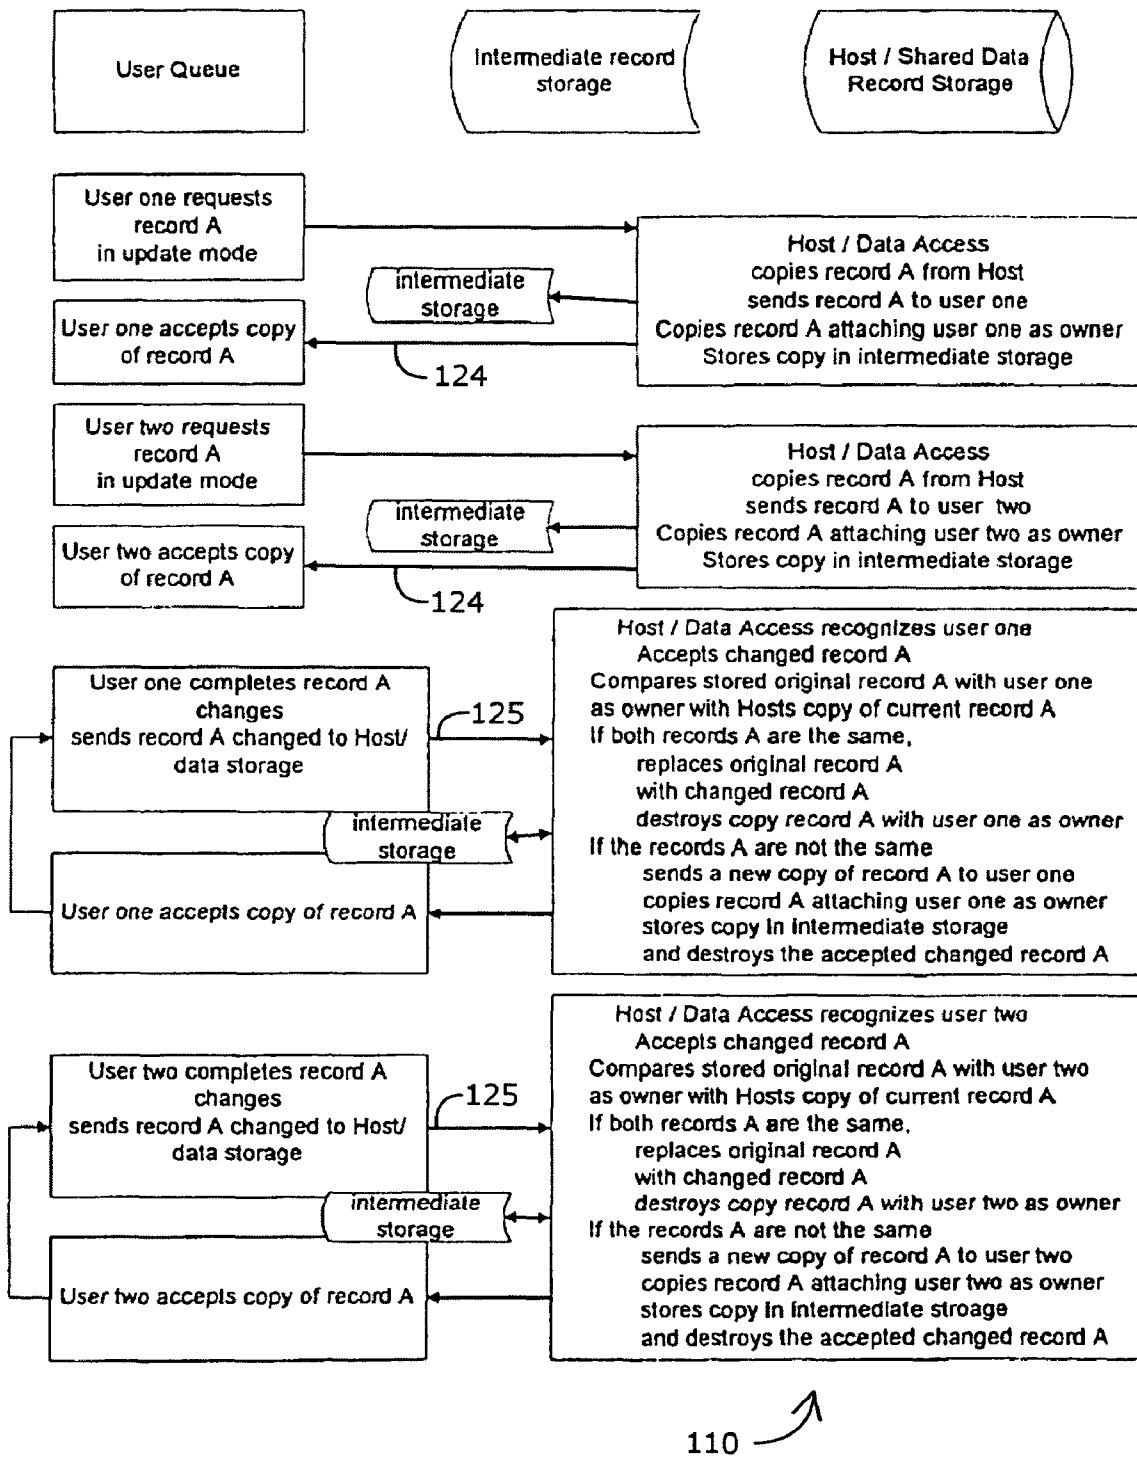 User Queue
Intermediate record
storage
Host / Shared Data
Record Storage
User one requests
record A
in update mode
Host / Data Access
copies record A from Host
sends record A to user one
Copies record A attaching user one as owner
Stores copy in intermediate storage
intermediate
storage
User one accepts copy
of record A
124
User two requests
record A
in update mode
Host / Data Access
copies record A from Host
sends record A to user two
Copies record A attaching user two as owner
Stores copy in intermediate storage
intermediate
storage
User two accepts copy
of record A
124
User one completes record A
changes
sends record A changed to Host/
data storage
125
Host / Data Access recognizes user one
Accepts changed record A
Compares stored original record A with user one
as owner with Hosts copy of current record A
If both records A are the same,
replaces original record A
with changed record A
destroys copy record A with user one as owner
If the records A are not the same
sends a new copy of record A to user one
copies record A attaching user one as owner
stores copy in intermediate storage
and destroys the accepted changed record A
intermediate
storage
User one accepts copy of record A
User two completes record A
changes
sends record A changed to Host/
data storage
125
Host / Data Access recognizes user two
Accepts changed record A
Compares stored original record A with user two
as owner with Hosts copy of current record A
If both records A are the same,
replaces original record A
with changed record A
destroys copy record A with user two as owner
If the records A are not the same
sends a new copy of record A to user two
copies record A attaching user two as owner
stores copy in intermediate stroage
and destroys the accepted changed record A
intermediate
storage
User two accepts copy of record A
110